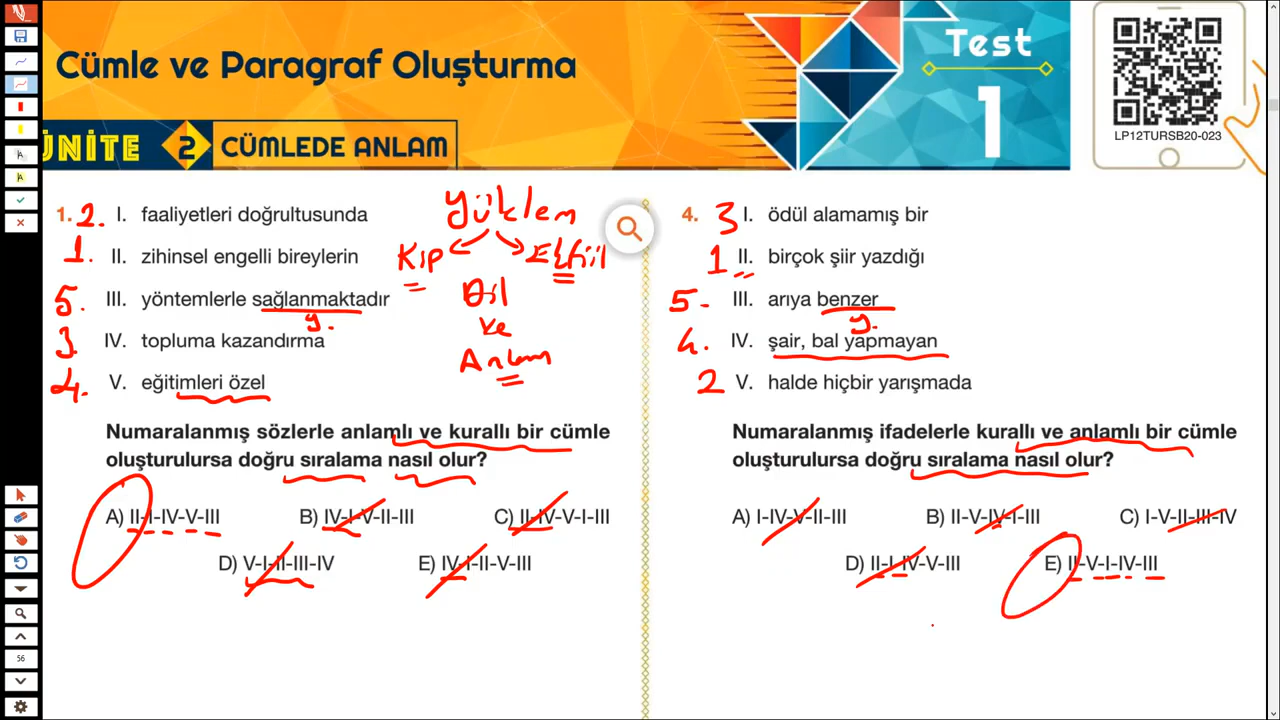 Cümle ve Paragraf Oluşturma
Test
1
ÜNİTE 2 CÜMLEDE ANLAM
LP12TURSB20-023
1.
2. I. faaliyetleri doğrultusunda
1. II. zihinsel engelli bireylerin
5. III. yöntemlerle sağlanmaktadır
y.
3. IV. topluma kazandırma
4. V. eğitimleri özel
Yüklem
Kip
Ekfiil
Dil
ve
Anlam
Numaralanmış sözlerle anlamlı ve kurallı bir cümle
oluşturulursa doğru sıralama nasıl olur?
A) II-I-IV-V-III B) IV-I-V-II-III C) II-IV-V-I-III
D) V-I-II-III-IV E) IV-I-II-V-III
4.
3 I. ödül alamamış bir
1 II. birçok şiir yazdığı
5. III. arıya benzer
y.
4. IV. şair, bal yapmayan
2 V. halde hiçbir yarışmada
Numaralanmış ifadelerle kurallı ve anlamlı bir cümle
oluşturulursa doğru sıralama nasıl olur?
A) I-IV-V-II-III B) II-V-IV-I-III C) I-V-II-III-IV
D) II-I-IV-V-III E) II-V-I-IV-III
56